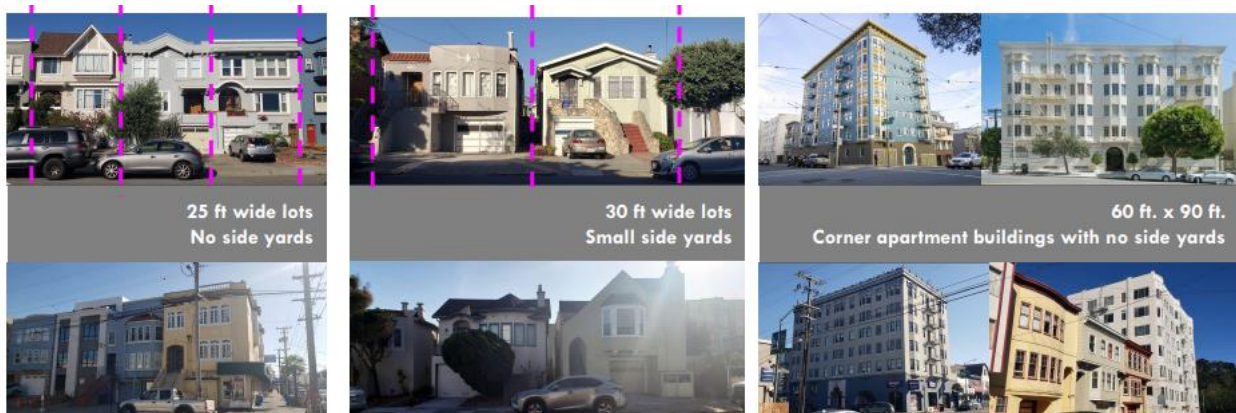 25 ft wide lots
No side yards
30 ft wide lots
Small side yards
60 ft. x 90 ft.
Corner apartment buildings with no side yards